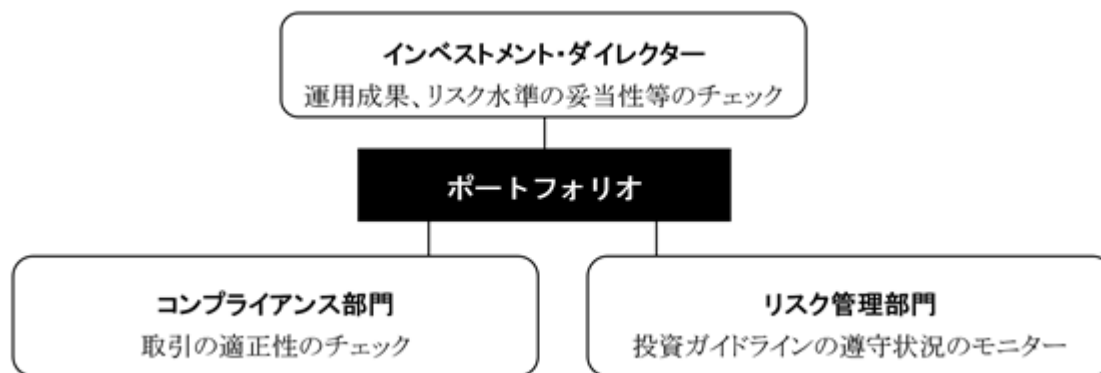 インベストメント・ダイレクター
運用成果、リスク水準の妥当性等のチェック
ポートフォリオ
コンプライアンス部門
取引の適正性のチェック
リスク管理部門
投資ガイドラインの遵守状況のモニター